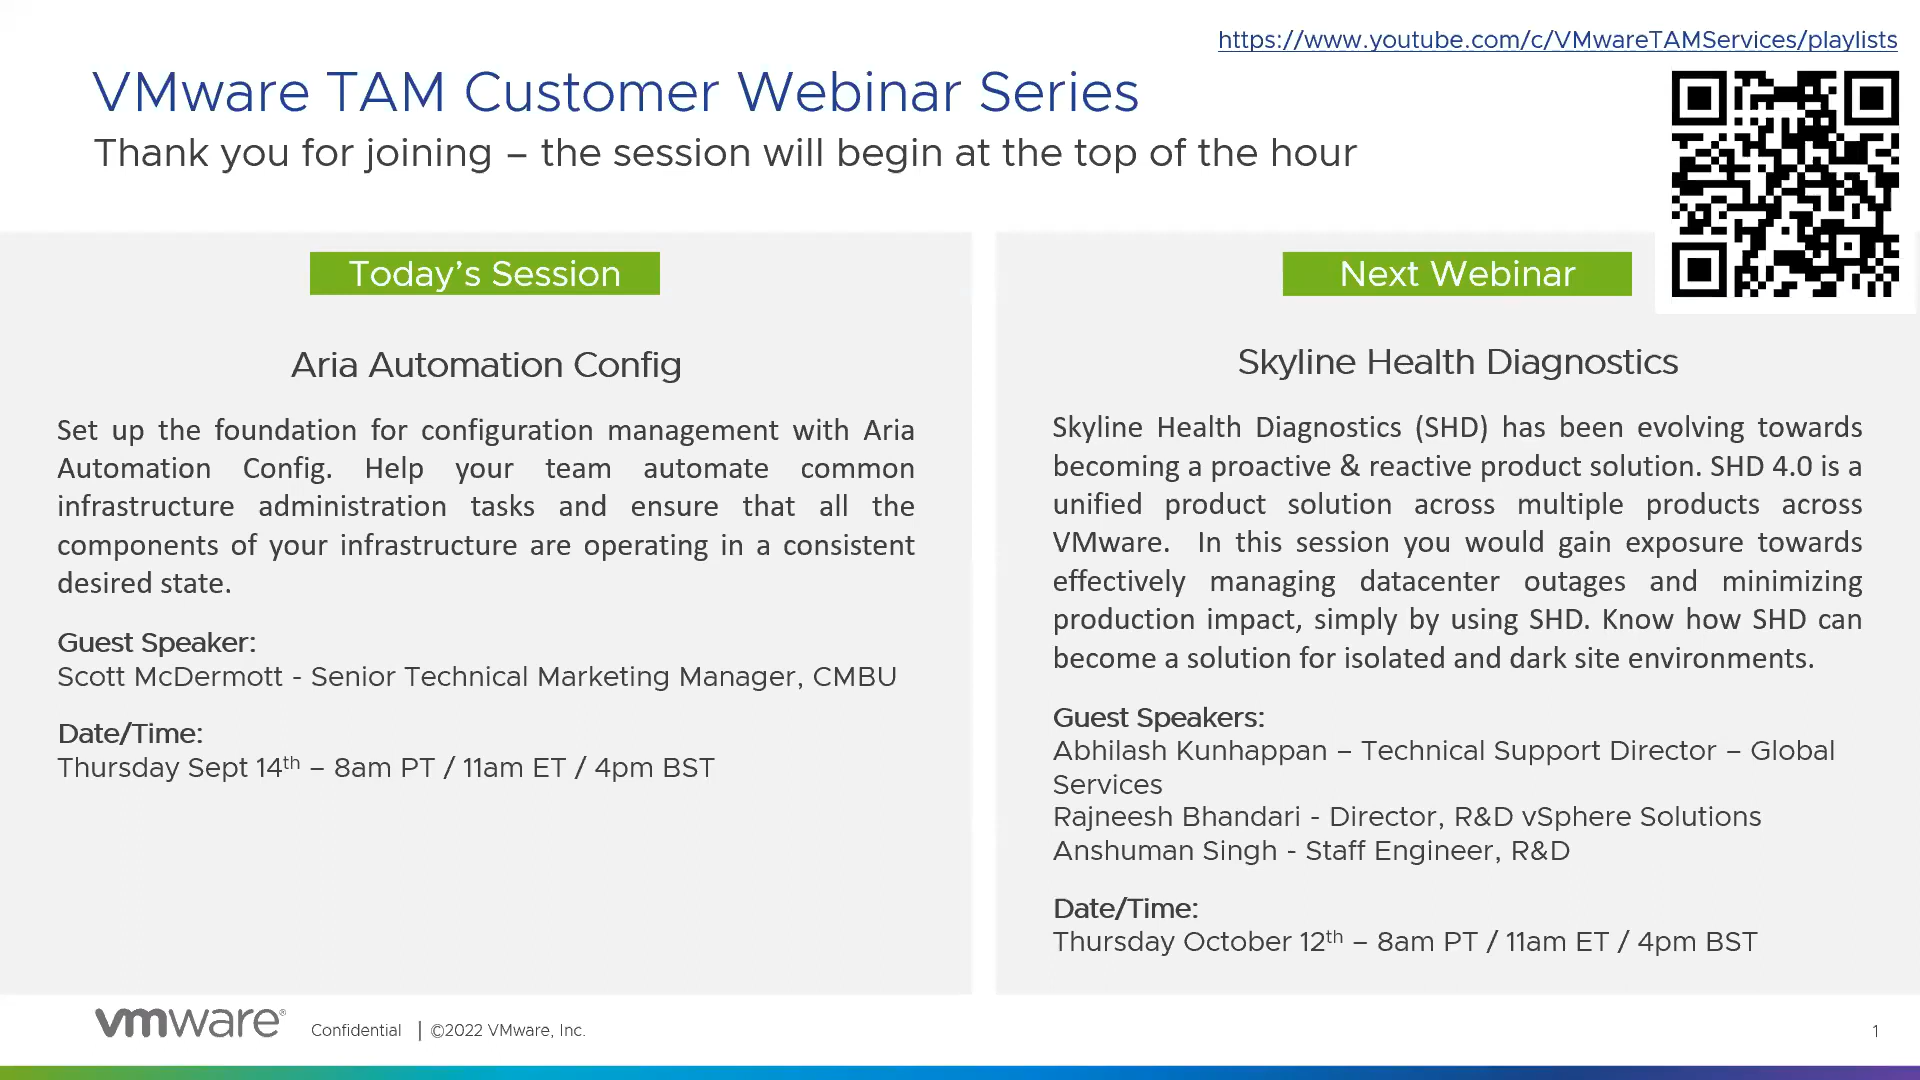 https://www.youtube.com/c/VMwareTAMServices/playlists
VMware TAM Customer Webinar Series
Thank you for joining – the session will begin at the top of the hour
Today’s Session
Aria Automation Config
Set up the foundation for configuration management with Aria
Automation Config. Help your team automate common
infrastructure administration tasks and ensure that all the
components of your infrastructure are operating in a consistent
desired state.
Guest Speaker:
Scott McDermott - Senior Technical Marketing Manager, CMBU
Date/Time:
Thursday Sept 14th – 8am PT / 11am ET / 4pm BST
Next Webinar
Skyline Health Diagnostics
Skyline Health Diagnostics (SHD) has been evolving towards
becoming a proactive & reactive product solution. SHD 4.0 is a
unified product solution across multiple products across
VMware. In this session you would gain exposure towards
effectively managing datacenter outages and minimizing
production impact, simply by using SHD. Know how SHD can
become a solution for isolated and dark site environments.
Guest Speakers:
Abhilash Kunhappan – Technical Support Director – Global
Services
Rajneesh Bhandari - Director, R&D vSphere Solutions
Anshuman Singh - Staff Engineer, R&D
Date/Time:
Thursday October 12th – 8am PT / 11am ET / 4pm BST
vmware® Confidential | ©2022 VMware, Inc. 1